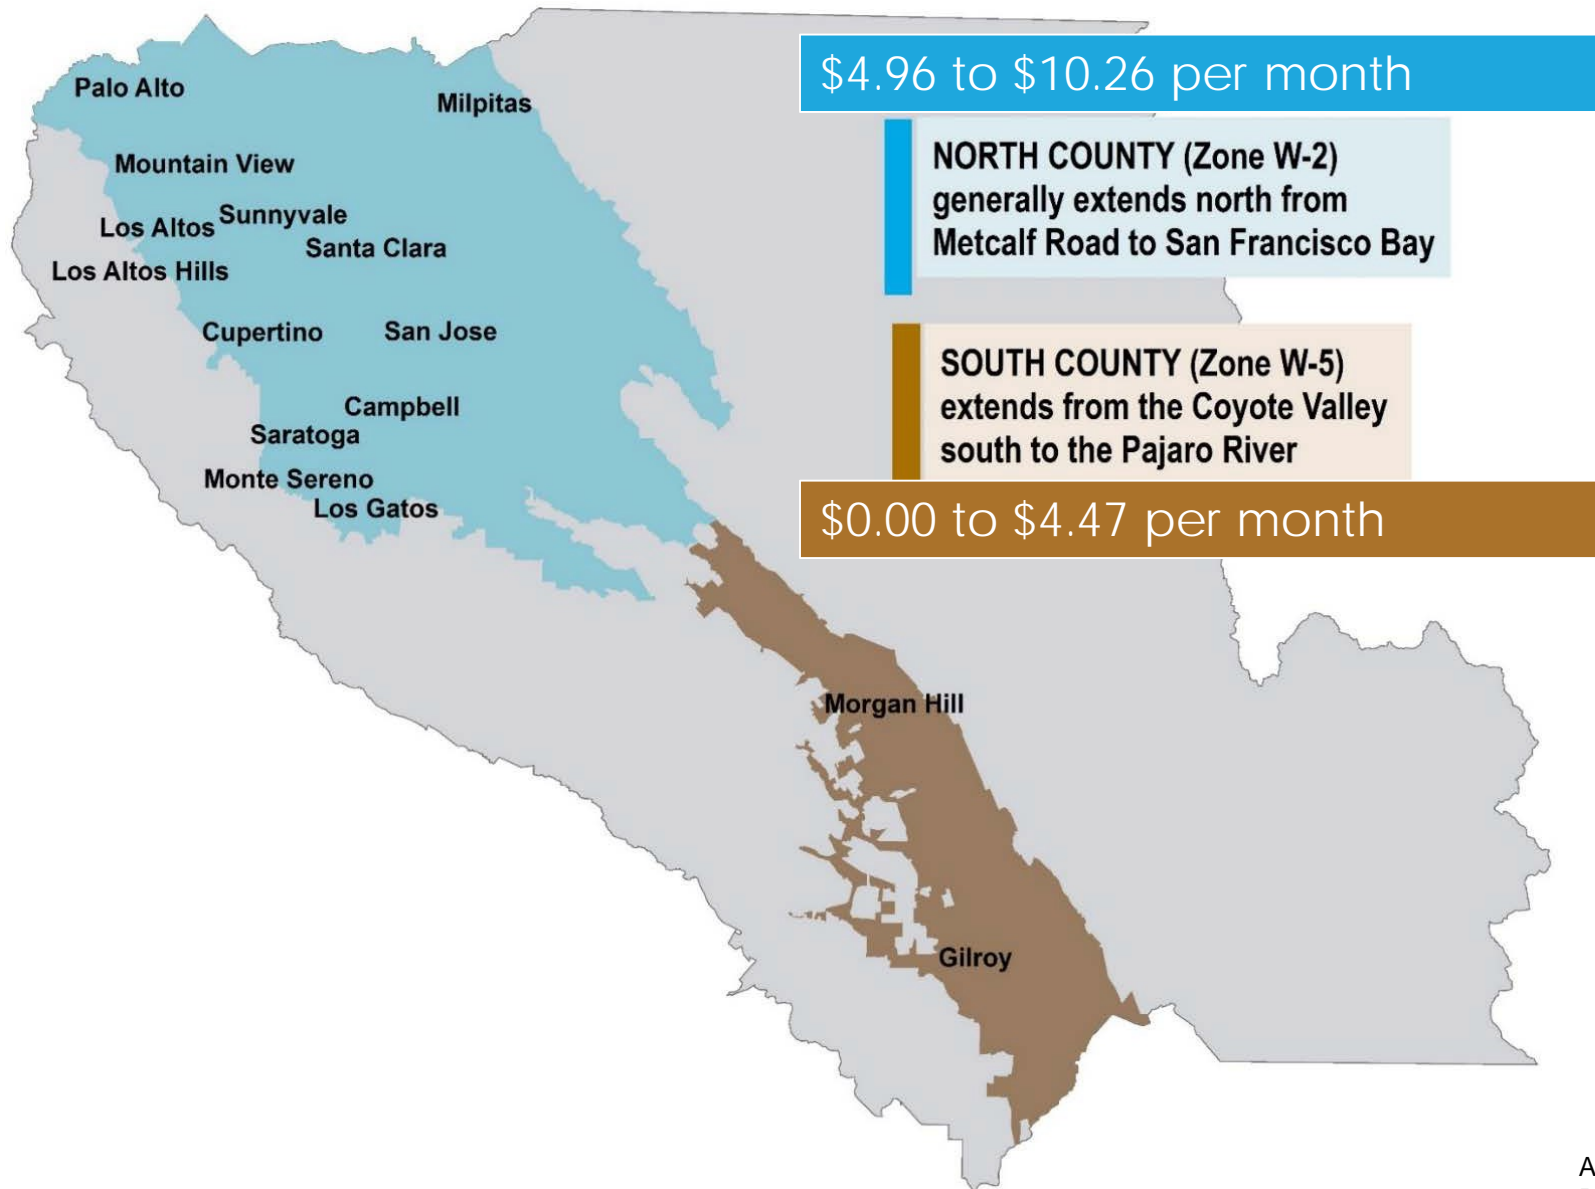 $4.96 to $10.26 per month
Palo Alto
Milpitas
NORTH COUNTY (Zone W-2)
generally extends north from
Metcalf Road to San Francisco Bay
Mountain View
Sunnyvale
Los Altos
Santa Clara
Los Altos Hills
Cupertino
San Jose
SOUTH COUNTY (Zone W-5)
extends from the Coyote Valley
south to the Pajaro River
Campbell
Saratoga
Monte Sereno
Los Gatos
$0.00 to $4.47 per month
Morgan Hill
Gilroy
A